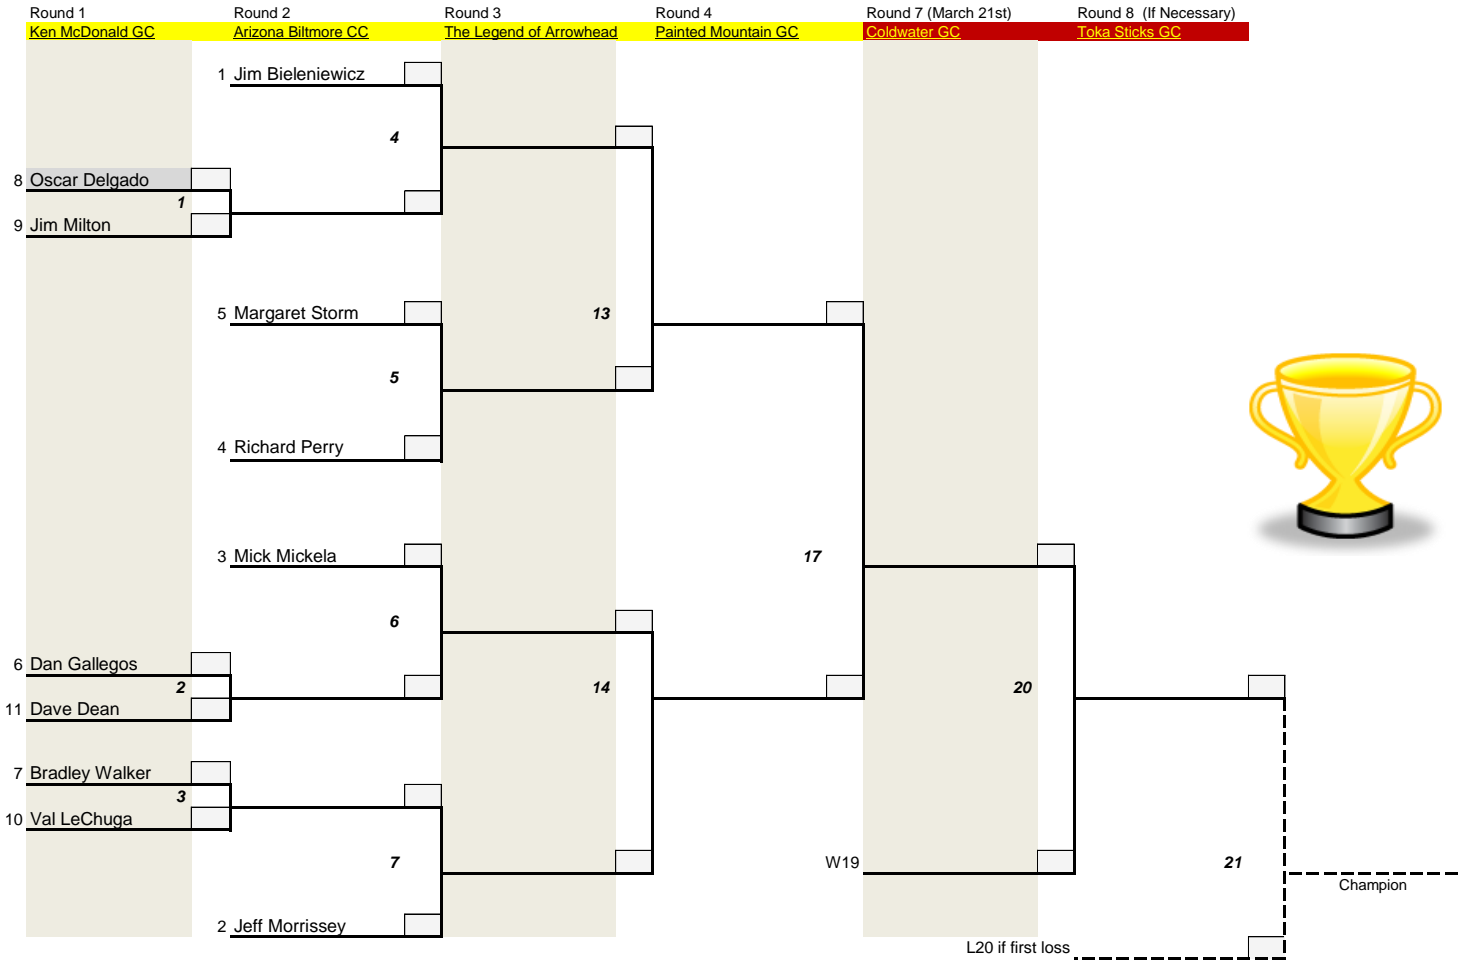 Round 1 Round 2 Round 3 Round 4 Round 7 (March 21st) Round 8 (If Necessary)
Ken McDonald GC Arizona Biltmore CC The Legend of Arrowhead Painted Mountain GC Coldwater GC Toka Sticks GC
1 Jim Bieleniewicz
4
8 Oscar Delgado
1
9 Jim Milton
5 Margaret Storm
13
5
4 Richard Perry
3 Mick Mickela
17
6
6 Dan Gallegos
2
14
20
11 Dave Dean
7 Bradley Walker
3
10 Val LeChuga
7
W19
21
Champion
2 Jeff Morrissey
L20 if first loss